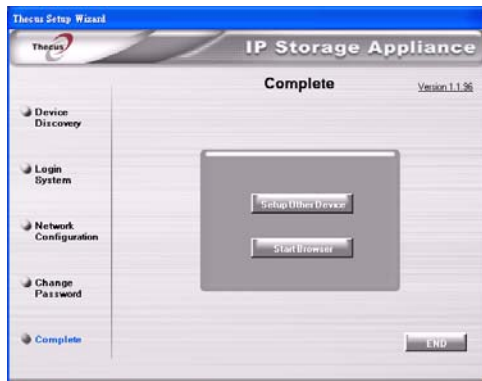 Thecus Setup Wizard
Thecus
IP Storage Appliance
Complete
Version 1.1.96
Device
Discovery
Login
System
Setup Other Device
Network
Configuration
Start Browser
Change
Password
Complete
END